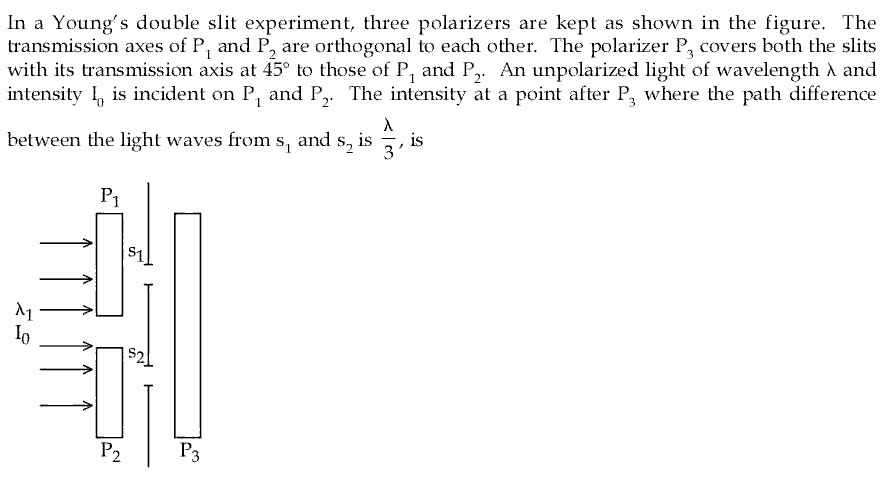 In a Young's double slit experiment, three polarizers are kept as shown in the figure. The
transmission axes of P₁ and P₂ are orthogonal to each other. The polarizer P₃ covers both the slits
with its transmission axis at 45° to those of P₁ and P₂. An unpolarized light of wavelength λ and
intensity I₀ is incident on P₁ and P₂. The intensity at a point after P₃ where the path difference
between the light waves from s₁ and s₂ is λ/3, is
P₁
s₁
λ₁
I₀
s₂
P₂ P₃